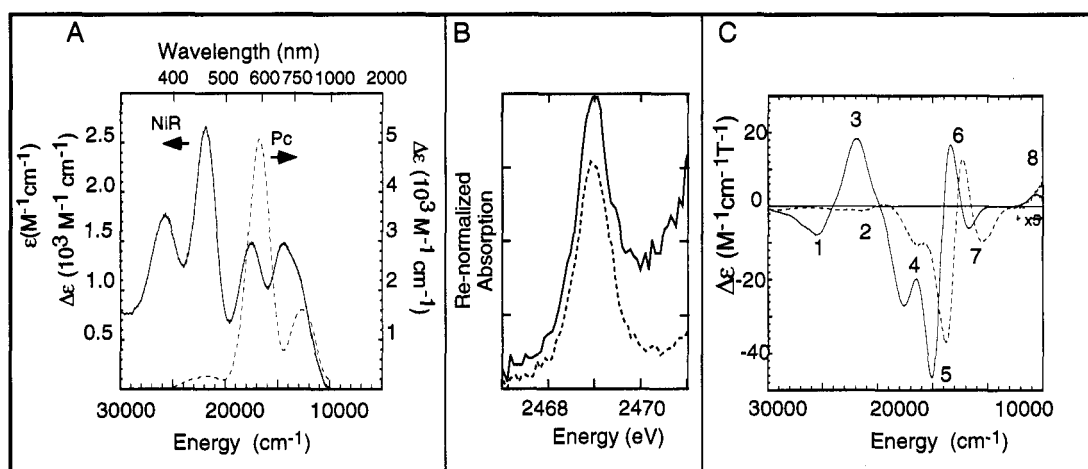 A
Wavelength (nm)
400 500 600 750 1000 2000
NiR
Pc
2.5
2.0
1.5
1.0
0.5
5
4
3
2
1
ε(M⁻¹cm⁻¹)
Δε (10³ M⁻¹ cm⁻¹)
Δε (10³ M⁻¹ cm⁻¹)
30000 20000 10000
Energy (cm⁻¹)
B
Re-normalized
Absorption
2468 2470
Energy (eV)
C
Δε (M⁻¹cm⁻¹T⁻¹)
20
0
-20
-40
1
2
3
4
5
6
7
8
x5
30000 20000 10000
Energy (cm⁻¹)